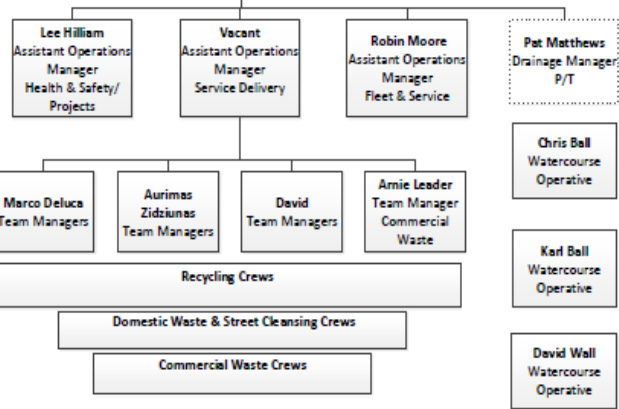 Lee Hilliam
Assistant Operations
Manager
Health & Safety/
Projects
Vacant
Assistant Operations
Manager
Service Delivery
Robin Moore
Assistant Operations
Manager
Fleet & Service
Pat Matthews
Drainage Manager
P/T
Chris Ball
Watercourse
Operative
Marco Deluca
Team Managers
Aurimas
Zidziunas
Team Managers
David
Team Managers
Arnie Leader
Team Manager
Commercial
Waste
Karl Ball
Watercourse
Operative
Recycling Crews
Domestic Waste & Street Cleansing Crews
Commercial Waste Crews
David Wall
Watercourse
Operative